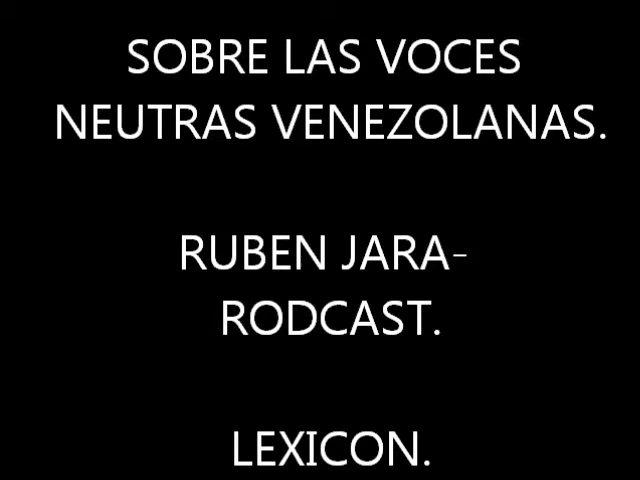 SOBRE LAS VOCES
NEUTRAS VENEZOLANAS.
RUBEN JARA-
RODCAST.
LEXICON.